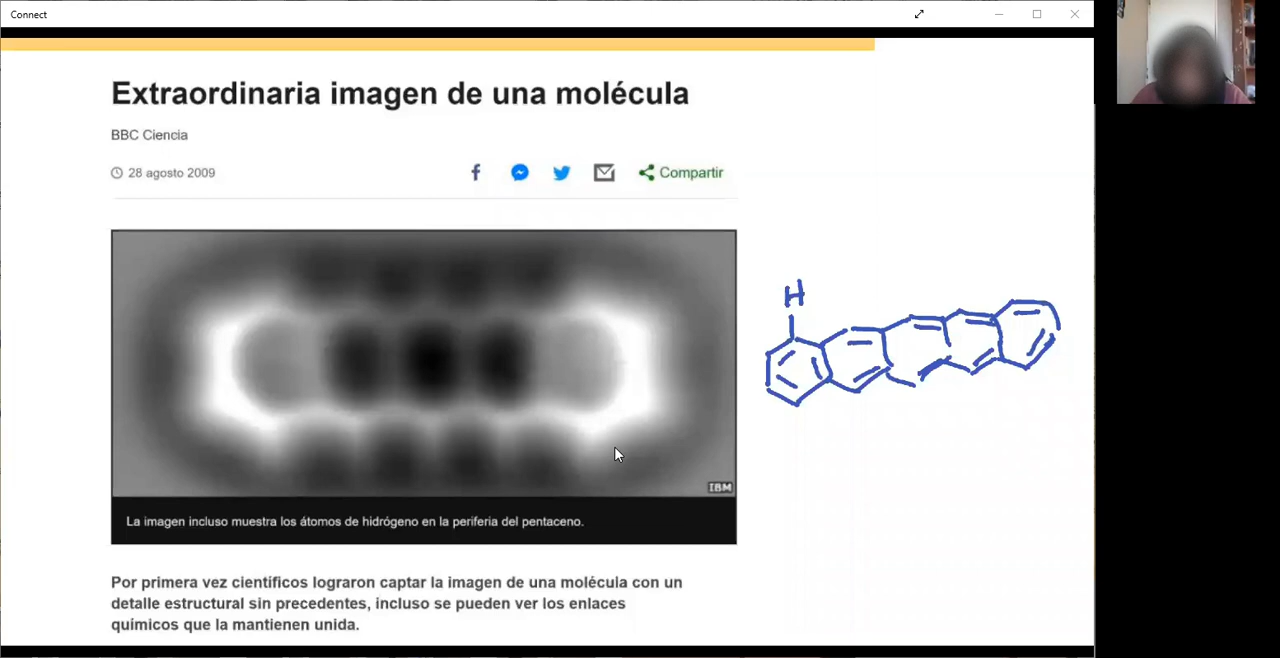 Connect
Extraordinaria imagen de una molécula
BBC Ciencia
28 agosto 2009
Compartir
H
IBM
La imagen incluso muestra los átomos de hidrógeno en la periferia del pentaceno.
Por primera vez científicos lograron captar la imagen de una molécula con un
detalle estructural sin precedentes, incluso se pueden ver los enlaces
químicos que la mantienen unida.